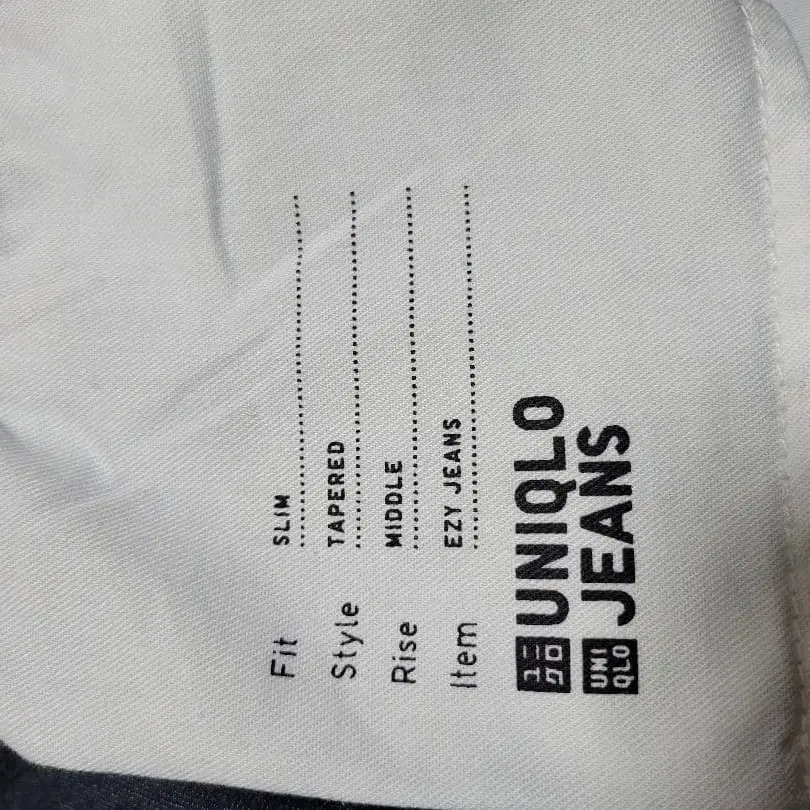 Fit SLIM
Style TAPERED
Rise MIDDLE
Item EZY JEANS
ユニ
クロ
UNIQLO
UNI
QLO
JEANS